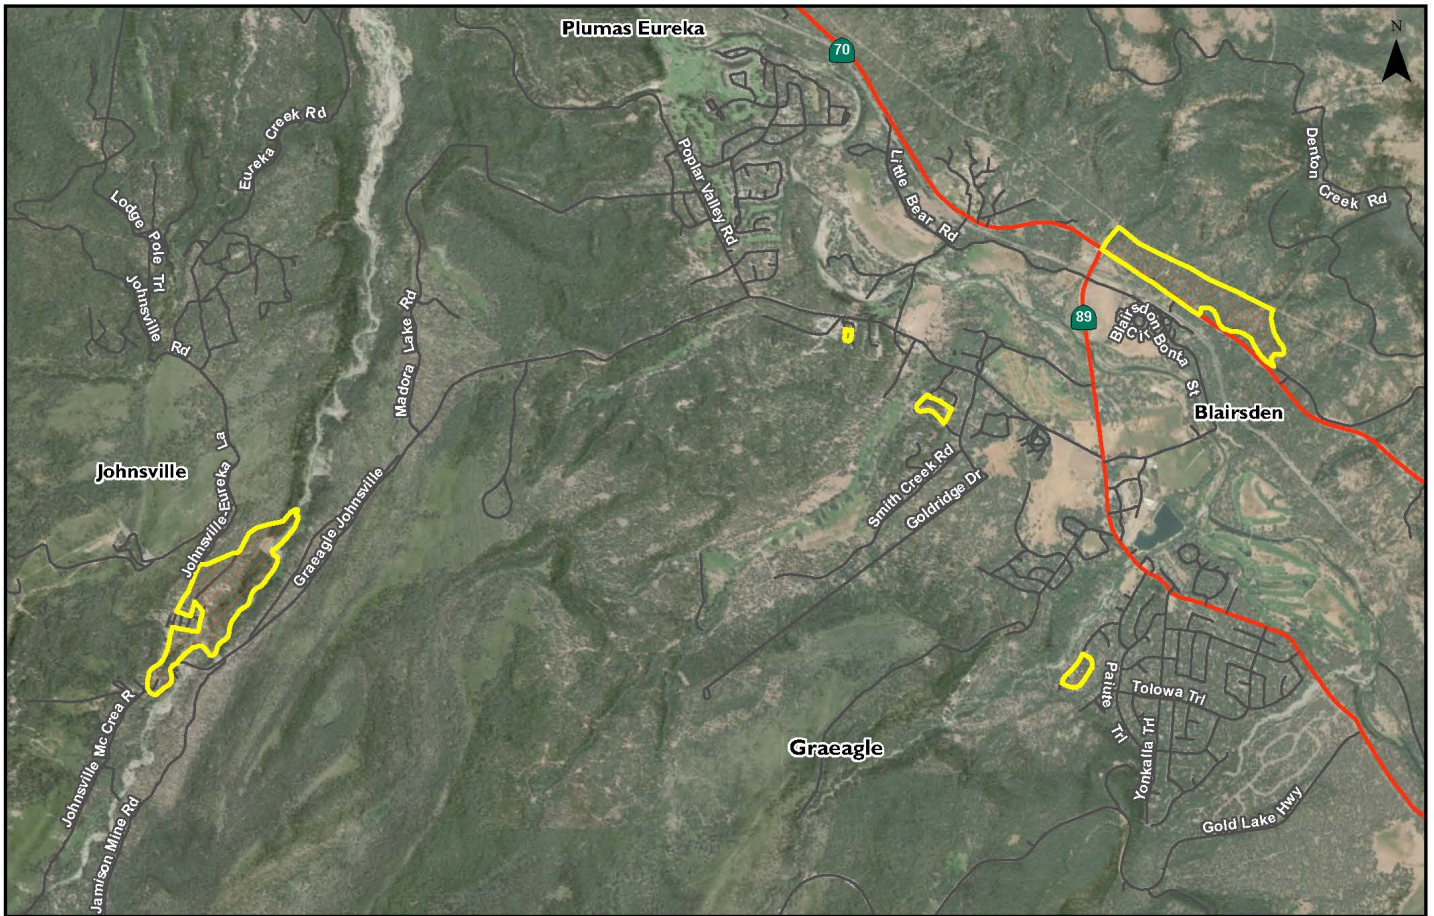 Plumas Eureka
N
70
Eureka Creek Rd
Denton Creek Rd
Poplar Valley Rd
Little Bear Rd
Lodge Pole Trl
Johnsville Rd
Madora Lake Rd
89
Blairsdon Cir
Bonta St
Blairsden
Johnsville
Johnsville-Eureka La
Graeagle Johnsville
Smith Creek Rd
Goldridge Dr
Paiute Trl
Tolowa Trl
Yonkalla Trl
Graeagle
Johnsville Mc Crea R
Jamison Mine Rd
Gold Lake Hwy